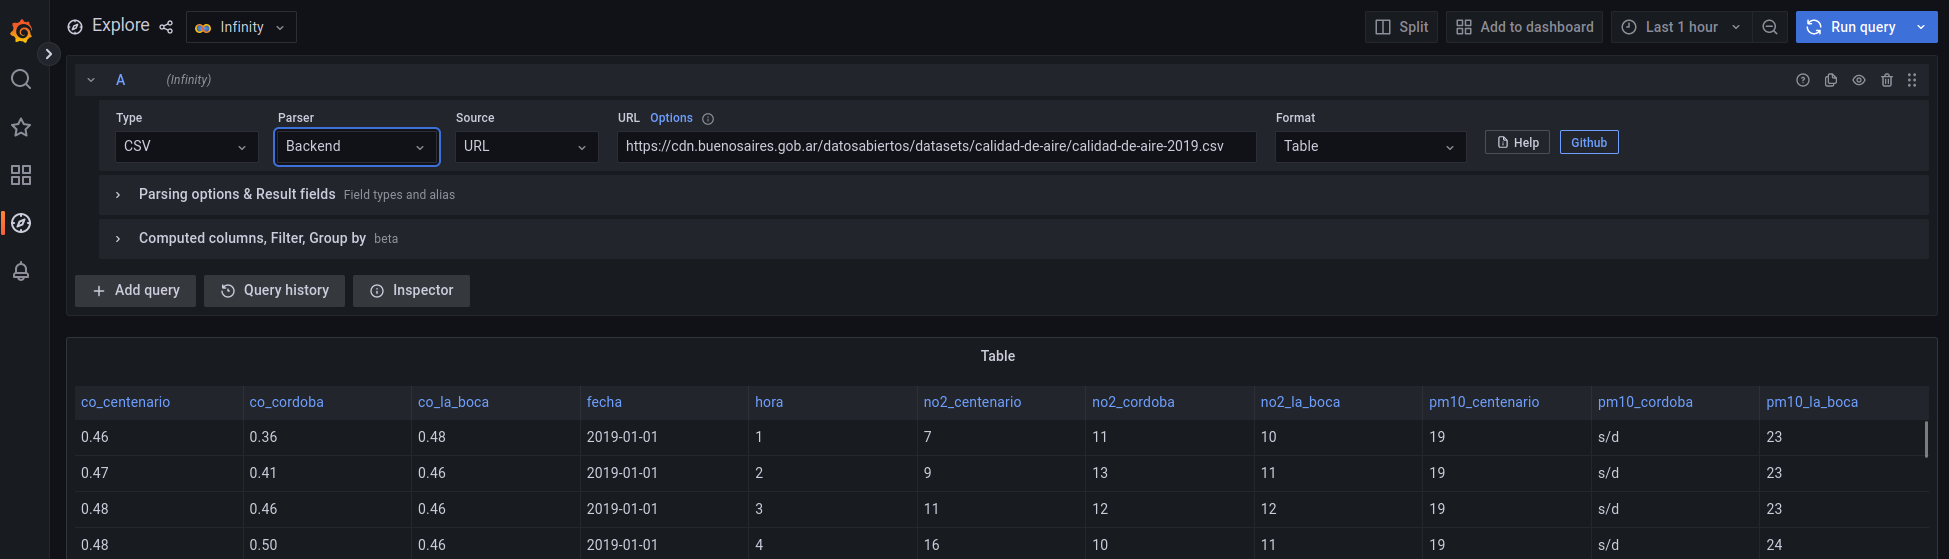 Explore Infinity Split Add to dashboard Last 1 hour Run query
A (Infinity)
Type Parser Source URL Options Format
CSV Backend URL https://cdn.buenosaires.gob.ar/datosabiertos/datasets/calidad-de-aire/calidad-de-aire-2019.csv Table Help Github
Parsing options & Result fields Field types and alias
Computed columns, Filter, Group by beta
+ Add query Query history Inspector
Table
co_centenario co_cordoba co_la_boca fecha hora no2_centenario no2_cordoba no2_la_boca pm10_centenario pm10_cordoba pm10_la_boca
0.46 0.36 0.48 2019-01-01 1 7 11 10 19 s/d 23
0.47 0.41 0.46 2019-01-01 2 9 13 11 19 s/d 23
0.48 0.46 0.46 2019-01-01 3 11 12 12 19 s/d 23
0.48 0.50 0.46 2019-01-01 4 16 10 11 19 s/d 24